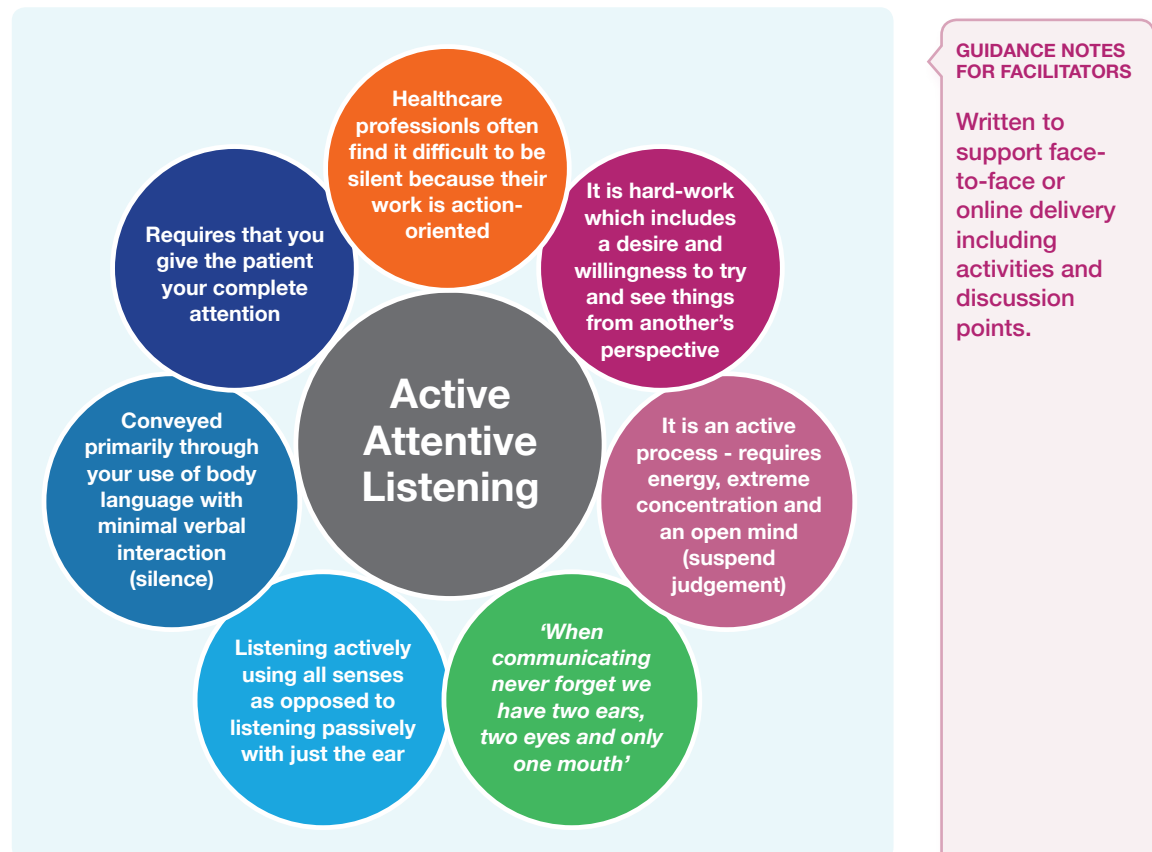 Healthcare
professionls often
find it difficult to be
silent because their
work is action-
oriented
It is hard-work
which includes
a desire and
willingness to try
and see things
from another's
perspective
It is an active
process - requires
energy, extreme
concentration and
an open mind
(suspend
judgement)
'When
communicating
never forget we
have two ears,
two eyes and only
one mouth'
Listening actively
using all senses
as opposed to
listening passively
with just the ear
Conveyed
primarily through
your use of body
language with
minimal verbal
interaction
(silence)
Requires that you
give the patient
your complete
attention
Active
Attentive
Listening
GUIDANCE NOTES
FOR FACILITATORS
Written to
support face-
to-face or
online delivery
including
activities and
discussion
points.